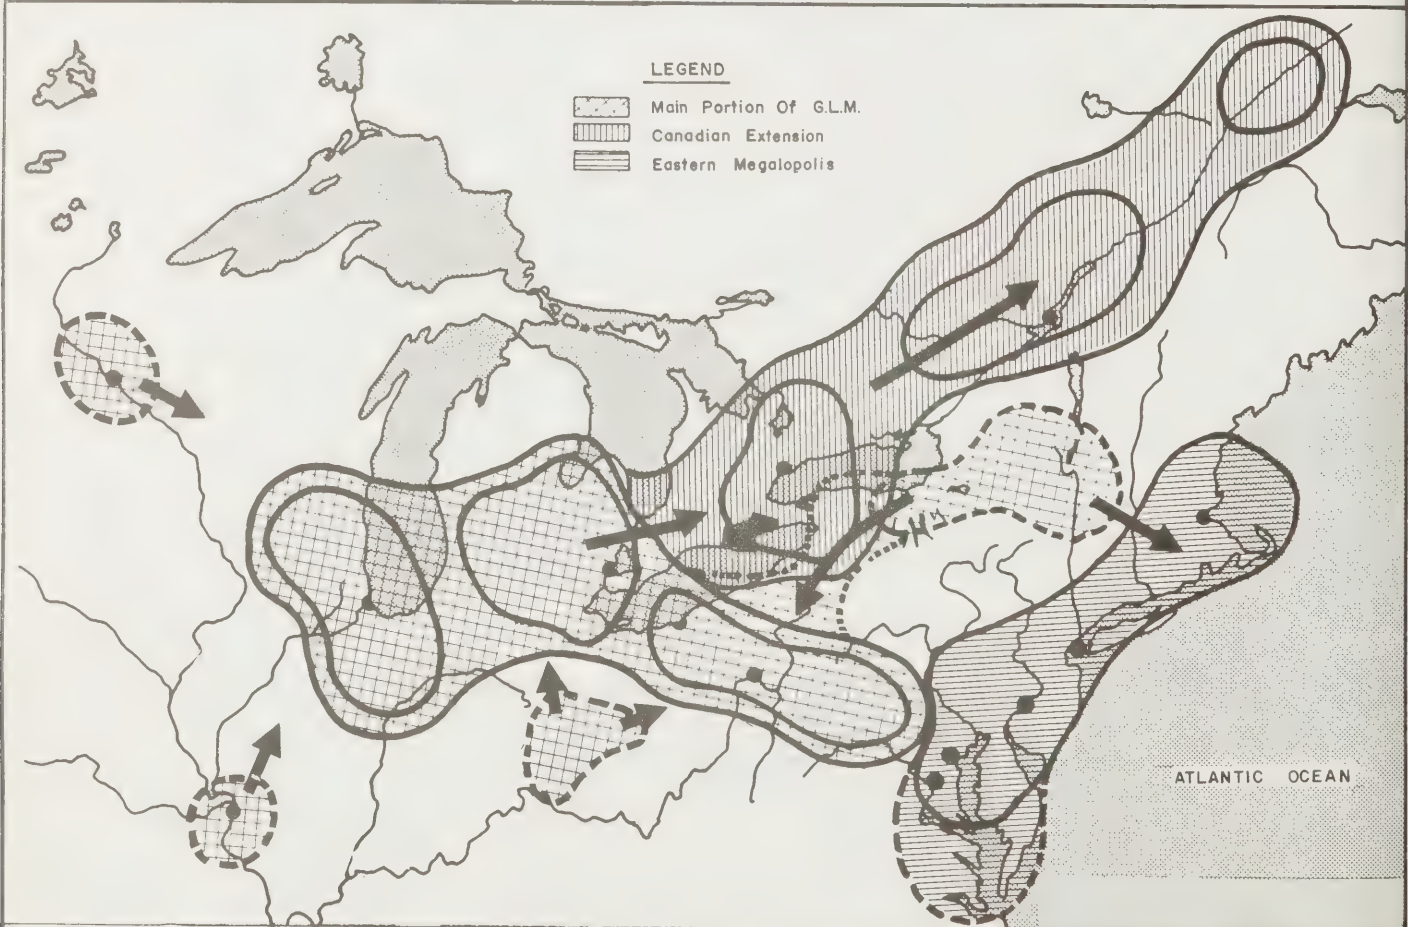 LEGEND
Main Portion Of G.L.M.
Canadian Extension
Eastern Megalopolis
ATLANTIC OCEAN